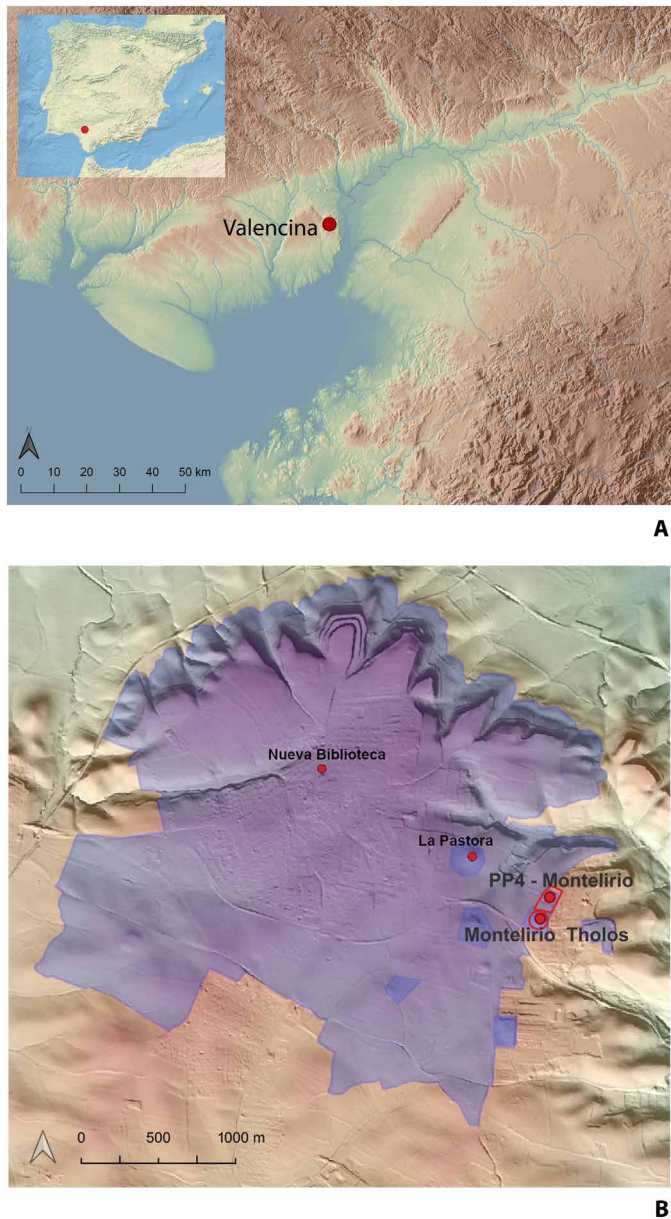 Valencina
N
0 10 20 30 40 50 km
A
Nueva Biblioteca
La Pastora
PP4 - Montelirio
Montelirio Tholos
0 500 1000 m
B